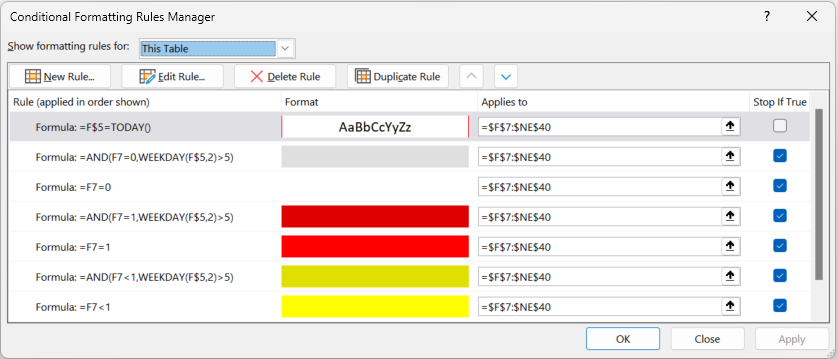 Conditional Formatting Rules Manager ? ×
Show formatting rules for: This Table
New Rule... Edit Rule... Delete Rule Duplicate Rule
Rule (applied in order shown) Format Applies to Stop If True
Formula: =F$5=TODAY() AaBbCcYyZz =$F$7:$NE$40
Formula: =AND(F7=0,WEEKDAY(F$5,2)>5) =$F$7:$NE$40
Formula: =F7=0 =$F$7:$NE$40
Formula: =AND(F7=1,WEEKDAY(F$5,2)>5) =$F$7:$NE$40
Formula: =F7=1 =$F$7:$NE$40
Formula: =AND(F7<1,WEEKDAY(F$5,2)>5) =$F$7:$NE$40
Formula: =F7<1 =$F$7:$NE$40
OK Close Apply